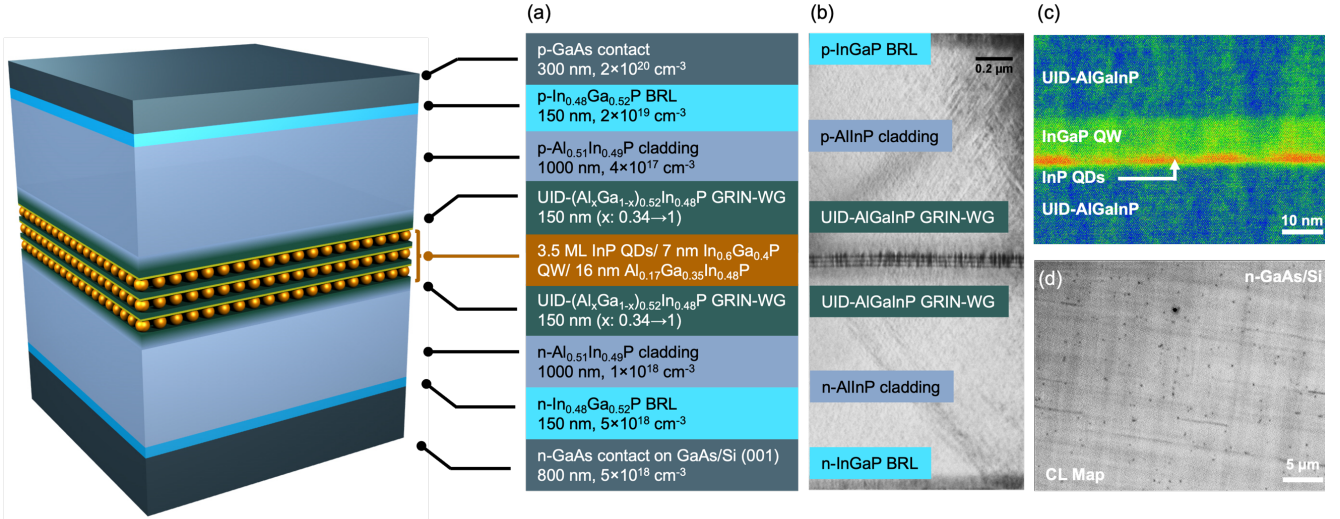 (a)
p-GaAs contact
300 nm, 2×10²⁰ cm⁻³
p-In₀.₄₈Ga₀.₅₂P BRL
150 nm, 2×10¹⁹ cm⁻³
p-Al₀.₅₁In₀.₄₉P cladding
1000 nm, 4×10¹⁷ cm⁻³
UID-(AlₓGa₁₋ₓ)₀.₅₂In₀.₄₈P GRIN-WG
150 nm (x: 0.34→1)
3.5 ML InP QDs/ 7 nm In₀.₆Ga₀.₄P
QW/ 16 nm Al₀.₁₇Ga₀.₃₅In₀.₄₈P
UID-(AlₓGa₁₋ₓ)₀.₅₂In₀.₄₈P GRIN-WG
150 nm (x: 0.34→1)
n-Al₀.₅₁In₀.₄₉P cladding
1000 nm, 1×10¹⁸ cm⁻³
n-In₀.₄₈Ga₀.₅₂P BRL
150 nm, 5×10¹⁸ cm⁻³
n-GaAs contact on GaAs/Si (001)
800 nm, 5×10¹⁸ cm⁻³
(b)
p-InGaP BRL
0.2 µm
p-AlInP cladding
UID-AlGaInP GRIN-WG
UID-AlGaInP GRIN-WG
n-AlInP cladding
n-InGaP BRL
(c)
UID-AlGaInP
InGaP QW
InP QDs
UID-AlGaInP
10 nm
(d)
n-GaAs/Si
CL Map
5 µm